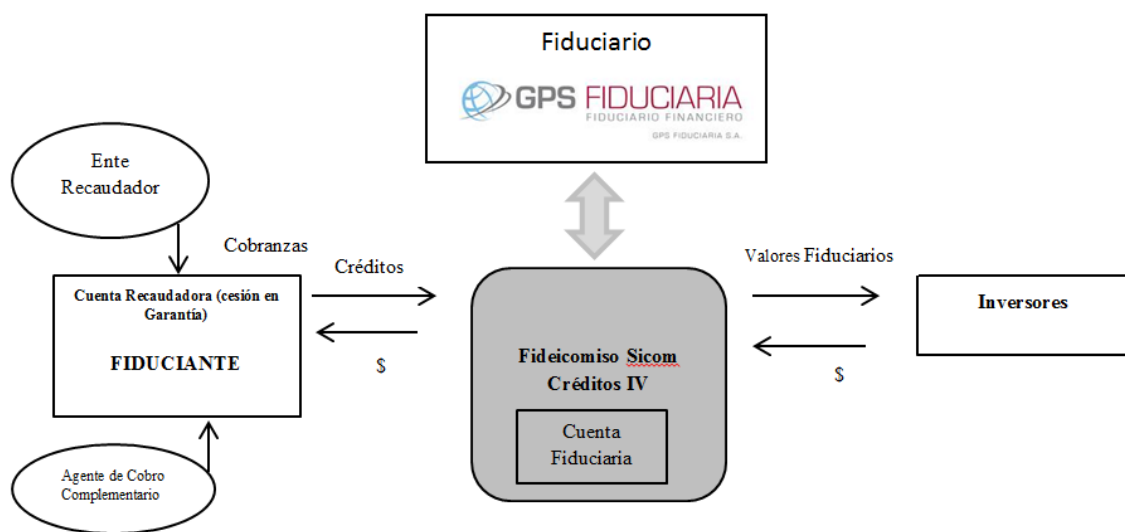 Fiduciario
GPS FIDUCIARIA
FIDUCIARIO FINANCIERO
GPS FIDUCIARIA S.A.
Ente
Recaudador
Cobranzas
Créditos
Cuenta Recaudadora (cesión en
Garantía)
FIDUCIANTE
$
Agente de Cobro
Complementario
Fideicomiso Sicom
Créditos IV
Cuenta
Fiduciaria
Valores Fiduciarios
$
Inversores